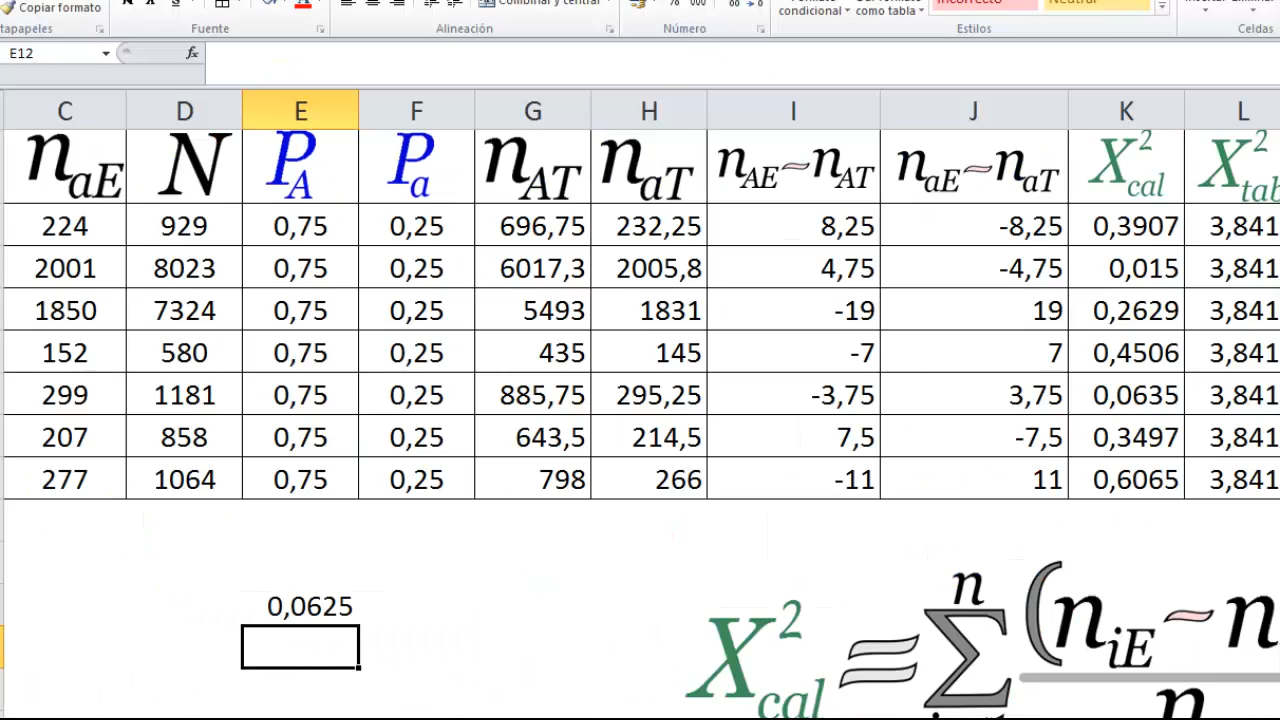 Copiar formato
Combinar y centrar
% 000
condicional
como tabla
Incorrecto
Neutral
Fuente
Alineación
Número
Estilos
Celdas
E12 fx
C D E F G H I J K L
naE N PA Pa nAT naT nAE~nAT naE~naT X²cal X²tab
224 929 0,75 0,25 696,75 232,25 8,25 -8,25 0,3907 3,841
2001 8023 0,75 0,25 6017,3 2005,8 4,75 -4,75 0,015 3,841
1850 7324 0,75 0,25 5493 1831 -19 19 0,2629 3,841
152 580 0,75 0,25 435 145 -7 7 0,4506 3,841
299 1181 0,75 0,25 885,75 295,25 -3,75 3,75 0,0635 3,841
207 858 0,75 0,25 643,5 214,5 7,5 -7,5 0,3497 3,841
277 1064 0,75 0,25 798 266 -11 11 0,6065 3,841
0,0625
X²cal = n Σ (niE ~ n